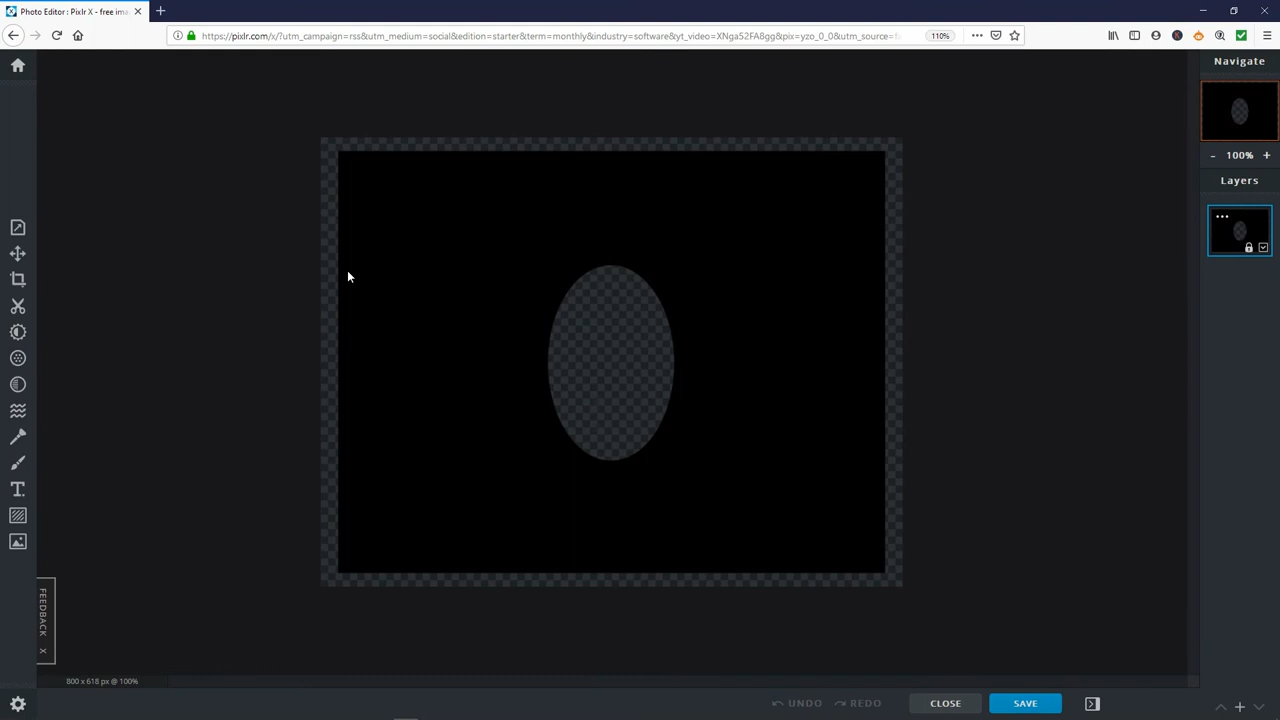 Photo Editor : Pixlr X - free ima
https://pixlr.com/x/?utm_campaign=rss&utm_medium=social&edition=starter&term=monthly&industry=software&yt_video=XNgaS2FA8gg&pix=yzo_0_0&utm_source=
110%
Navigate
- 100% +
Layers
FEEDBACK X
800 x 618 px @ 100%
UNDO
REDO
CLOSE
SAVE